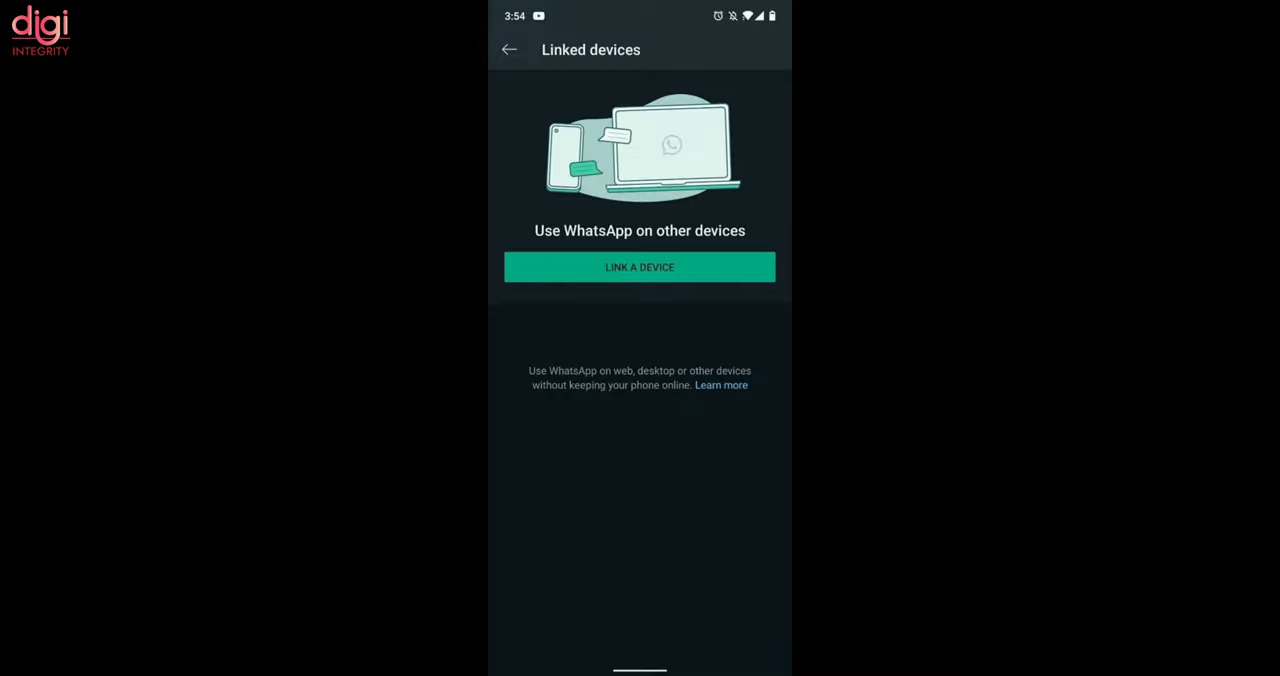 digi
INTEGRITY
3:54
Linked devices
Use WhatsApp on other devices
LINK A DEVICE
Use WhatsApp on web, desktop or other devices
without keeping your phone online. Learn more